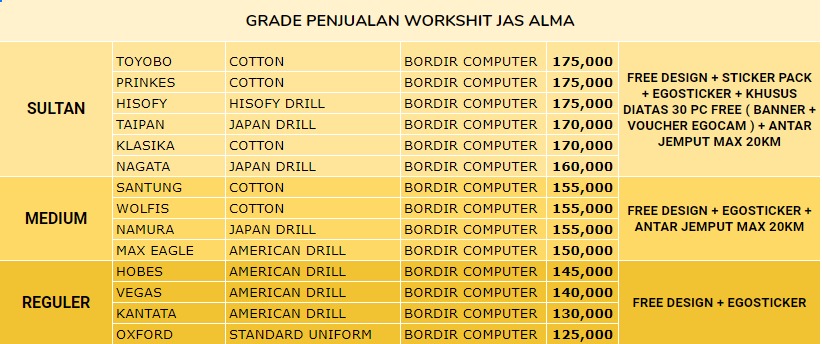 GRADE PENJUALAN WORKSHIT JAS ALMA
SULTAN
TOYOBO COTTON BORDIR COMPUTER 175,000
PRINKES COTTON BORDIR COMPUTER 175,000
HISOFY HISOFY DRILL BORDIR COMPUTER 175,000
TAIPAN JAPAN DRILL BORDIR COMPUTER 170,000
KLASIKA COTTON BORDIR COMPUTER 170,000
NAGATA JAPAN DRILL BORDIR COMPUTER 160,000
FREE DESIGN + STICKER PACK
+ EGOSTICKER + KHUSUS
DIATAS 30 PC FREE ( BANNER +
VOUCHER EGOCAM ) + ANTAR
JEMPUT MAX 20KM
MEDIUM
SANTUNG COTTON BORDIR COMPUTER 155,000
WOLFIS COTTON BORDIR COMPUTER 155,000
NAMURA JAPAN DRILL BORDIR COMPUTER 155,000
MAX EAGLE AMERICAN DRILL BORDIR COMPUTER 150,000
FREE DESIGN + EGOSTICKER +
ANTAR JEMPUT MAX 20KM
REGULER
HOBES AMERICAN DRILL BORDIR COMPUTER 145,000
VEGAS AMERICAN DRILL BORDIR COMPUTER 140,000
KANTATA AMERICAN DRILL BORDIR COMPUTER 130,000
OXFORD STANDARD UNIFORM BORDIR COMPUTER 125,000
FREE DESIGN + EGOSTICKER